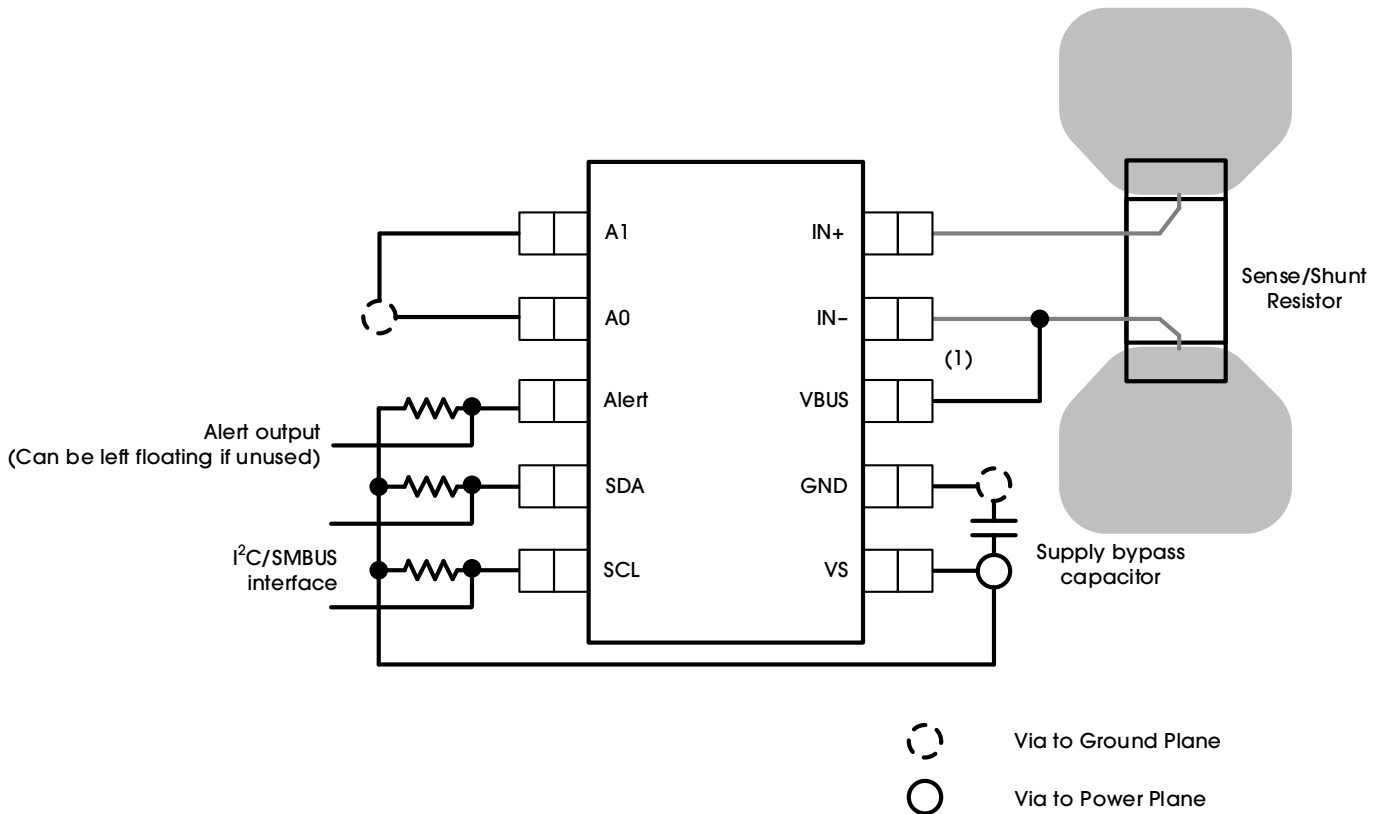 A1
IN+
Sense/Shunt
Resistor
A0
IN−
(1)
Alert
VBUS
Alert output
(Can be left floating if unused)
SDA
GND
I²C/SMBUS
interface
SCL
VS
Supply bypass
capacitor
Via to Ground Plane
Via to Power Plane